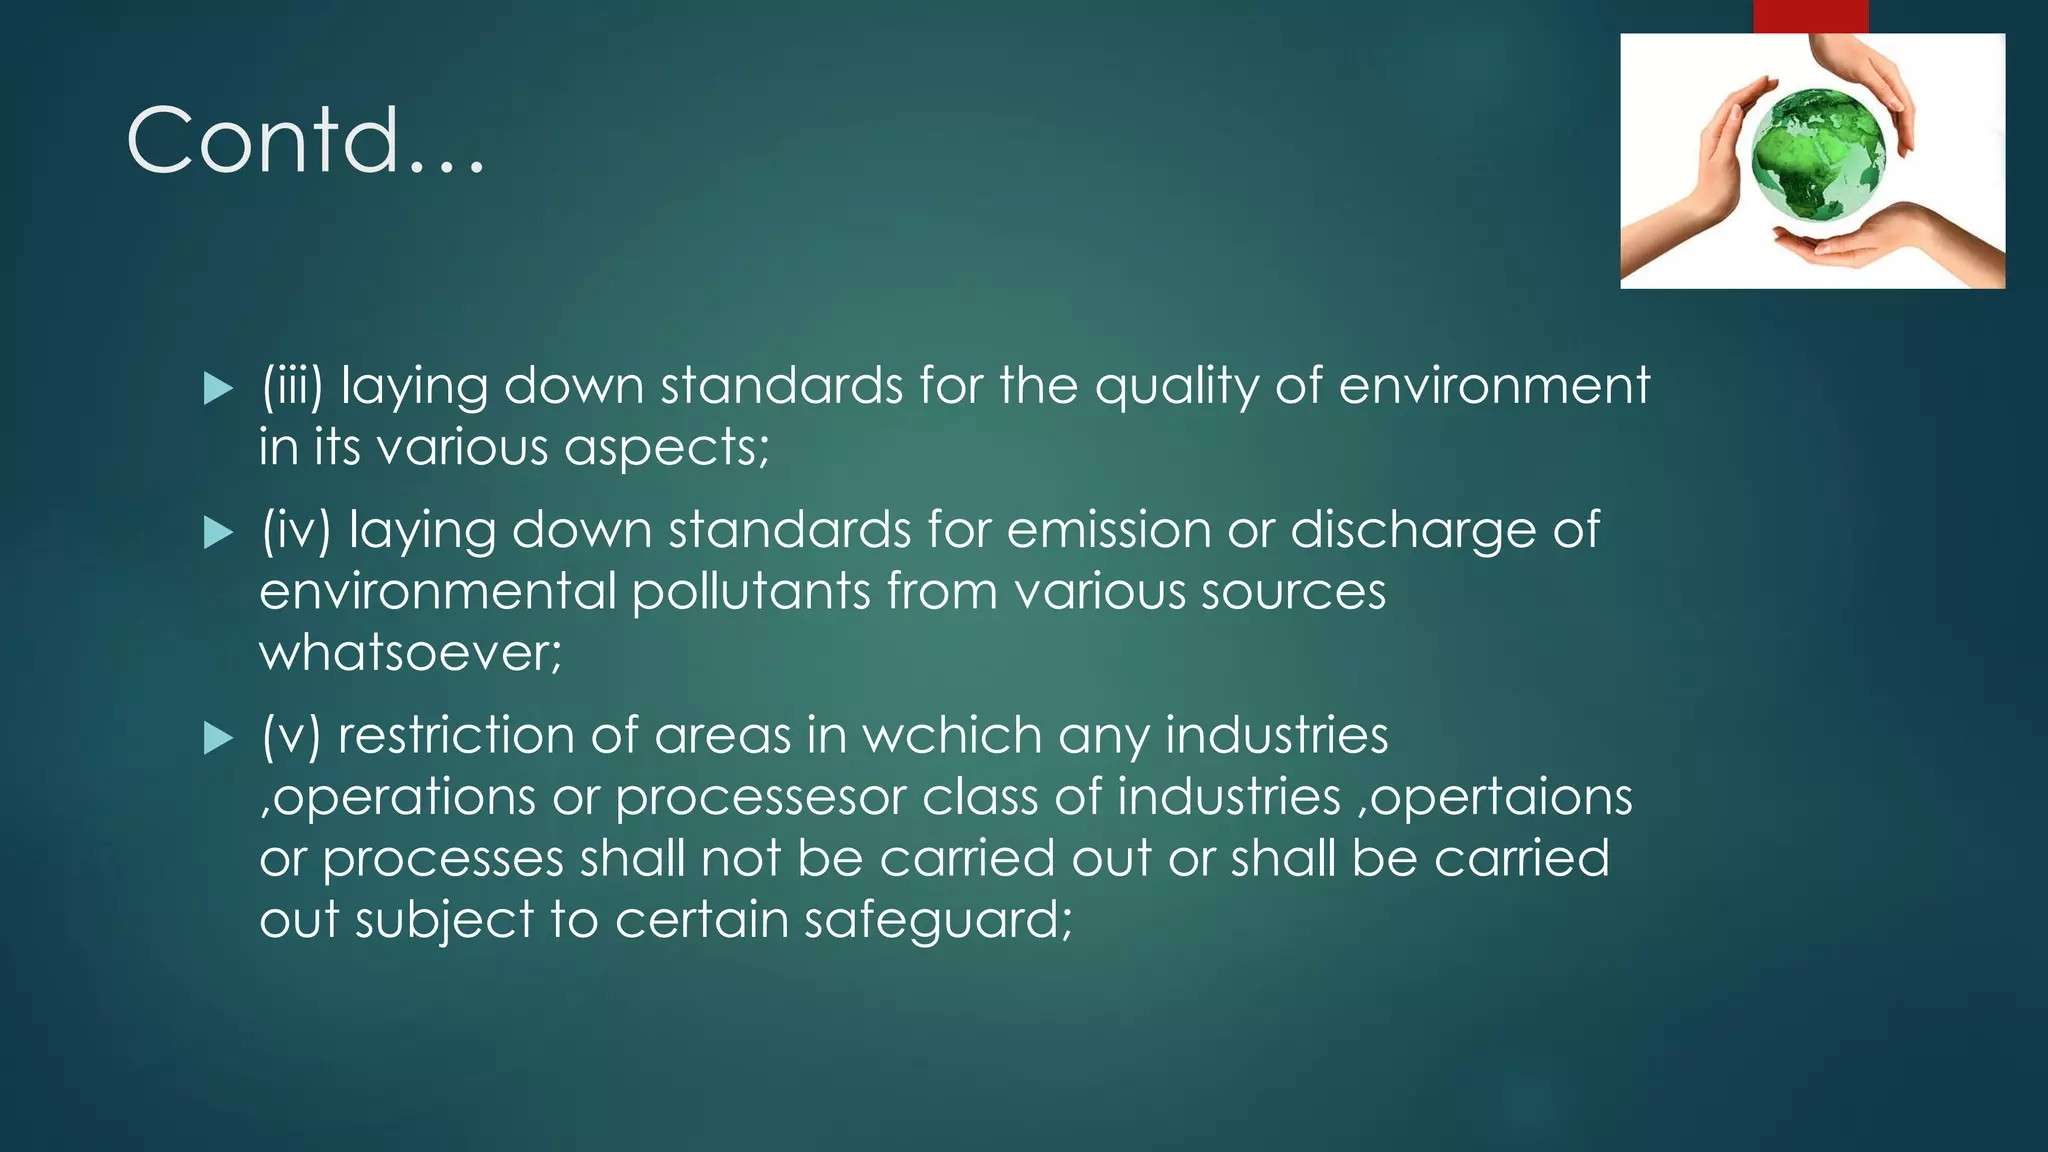 Contd...
(iii) laying down standards for the quality of environment
in its various aspects;
(iv) laying down standards for emission or discharge of
environmental pollutants from various sources
whatsoever;
(v) restriction of areas in wchich any industries
,operations or processesor class of industries ,opertaions
or processes shall not be carried out or shall be carried
out subject to certain safeguard;